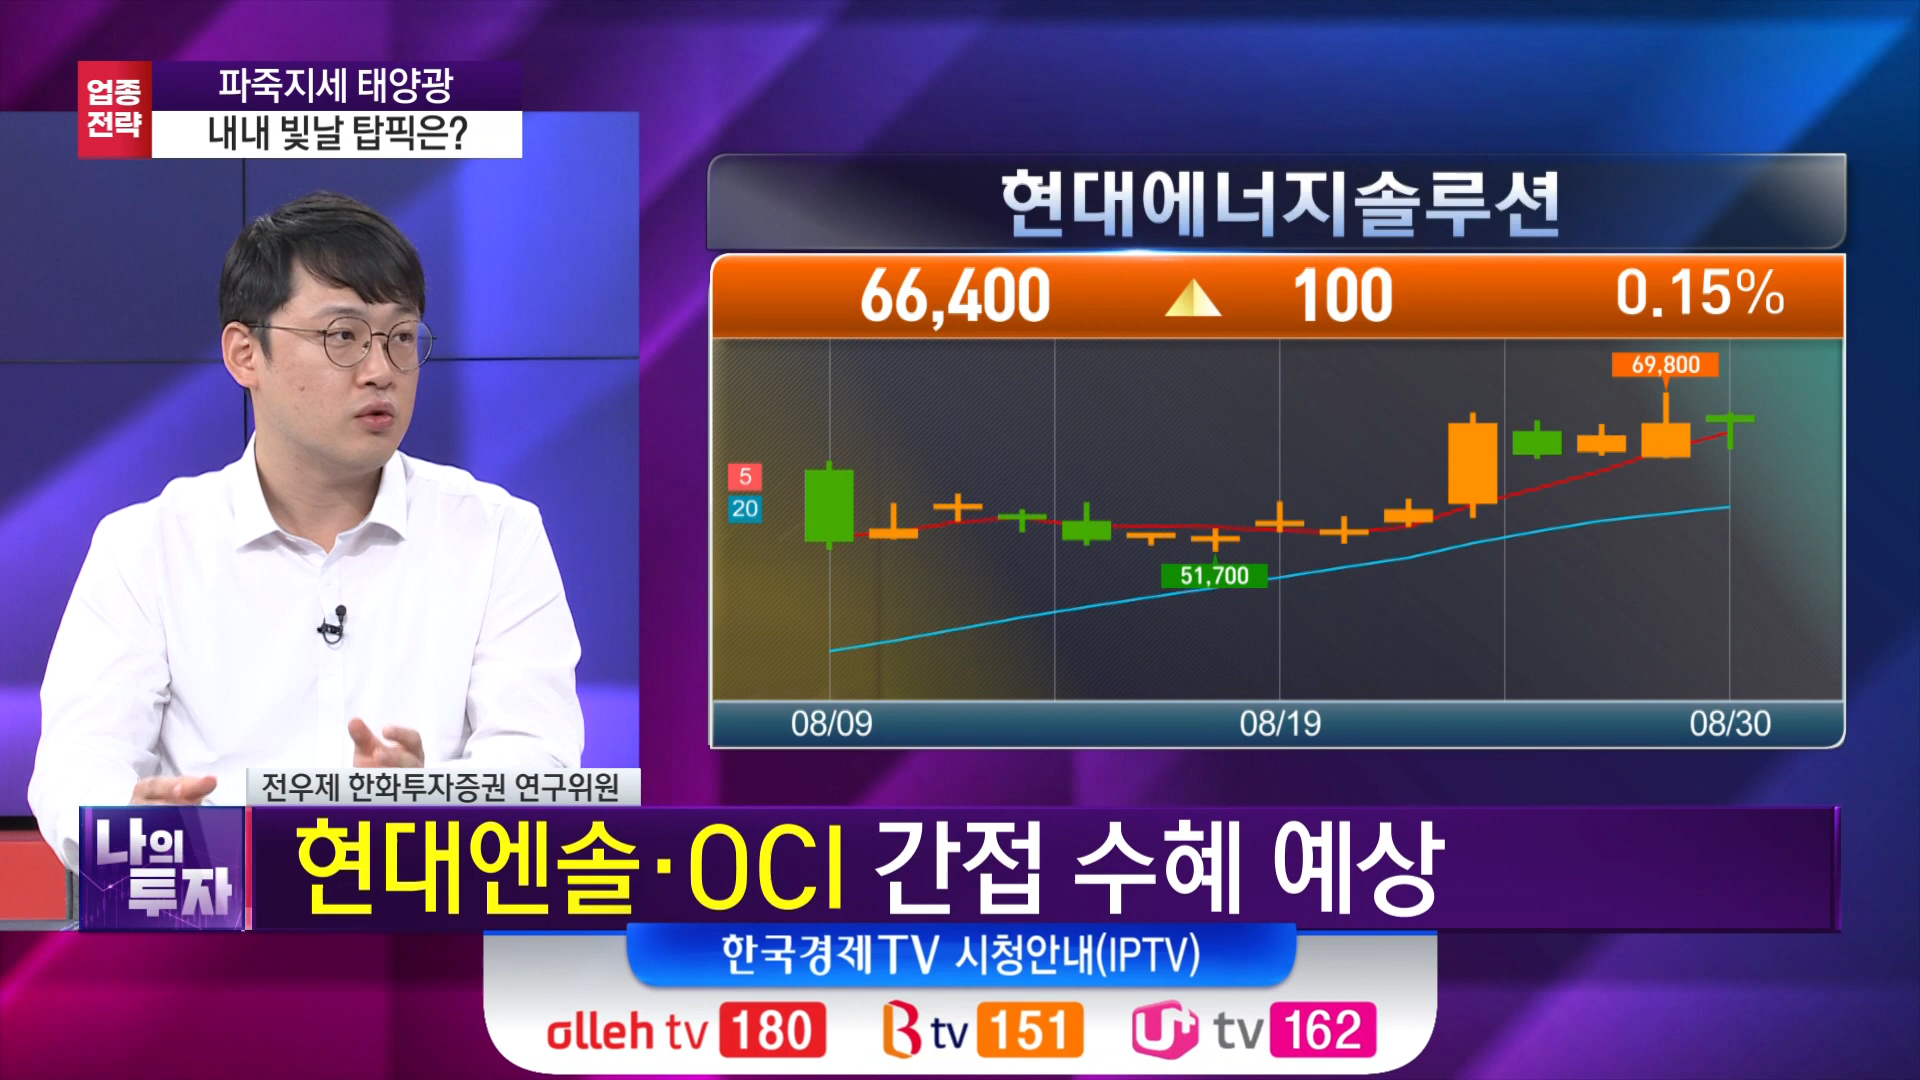 업종
전략
파죽지세 태양광
내내 빛날 탑픽은?
현대에너지솔루션
66,400 100 0.15%
69,800
5
20
51,700
08/09 08/19 08/30
전우제 한화투자증권 연구위원
나의
투자
현대엔솔·OCI 간접 수혜 예상
한국경제TV 시청안내(IPTV)
olleh tv 180 B tv 151 U+ tv 162